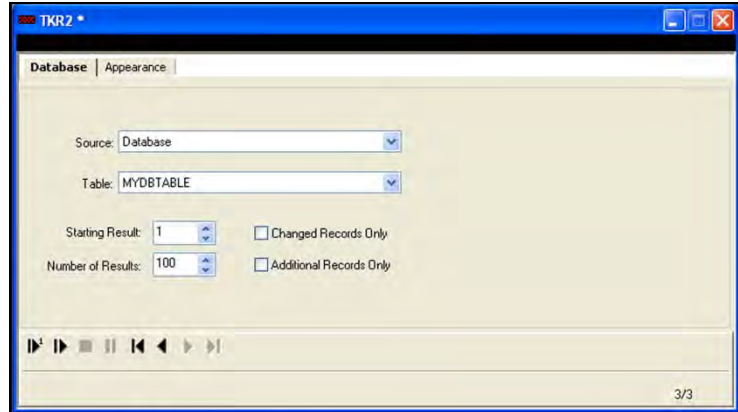 TKR2 *
Database Appearance
Source: Database
Table: MYDBTABLE
Starting Result: 1 Changed Records Only
Number of Results: 100 Additional Records Only
3/3